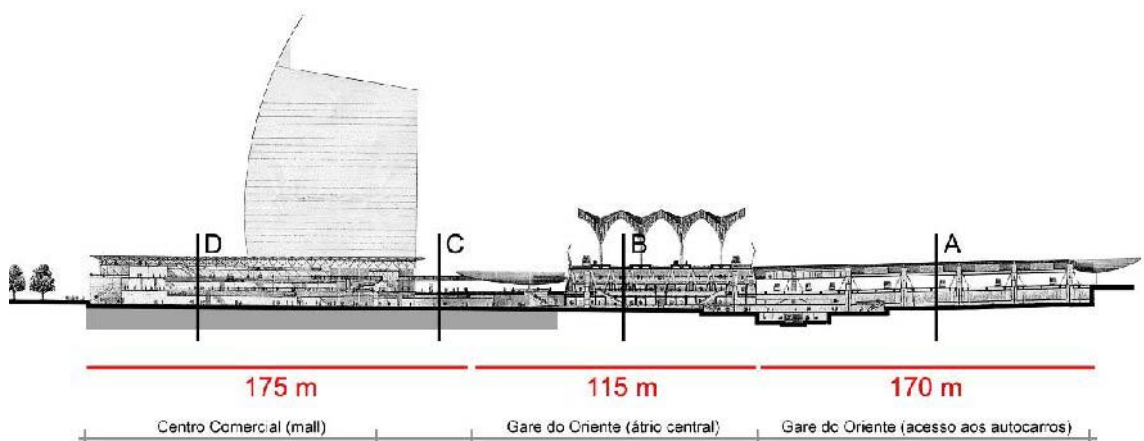 D
C
B
A
175 m
115 m
170 m
Centro Comercial (mall)
Gare do Oriente (átrio central)
Gare do Oriente (acesso aos autocarros)